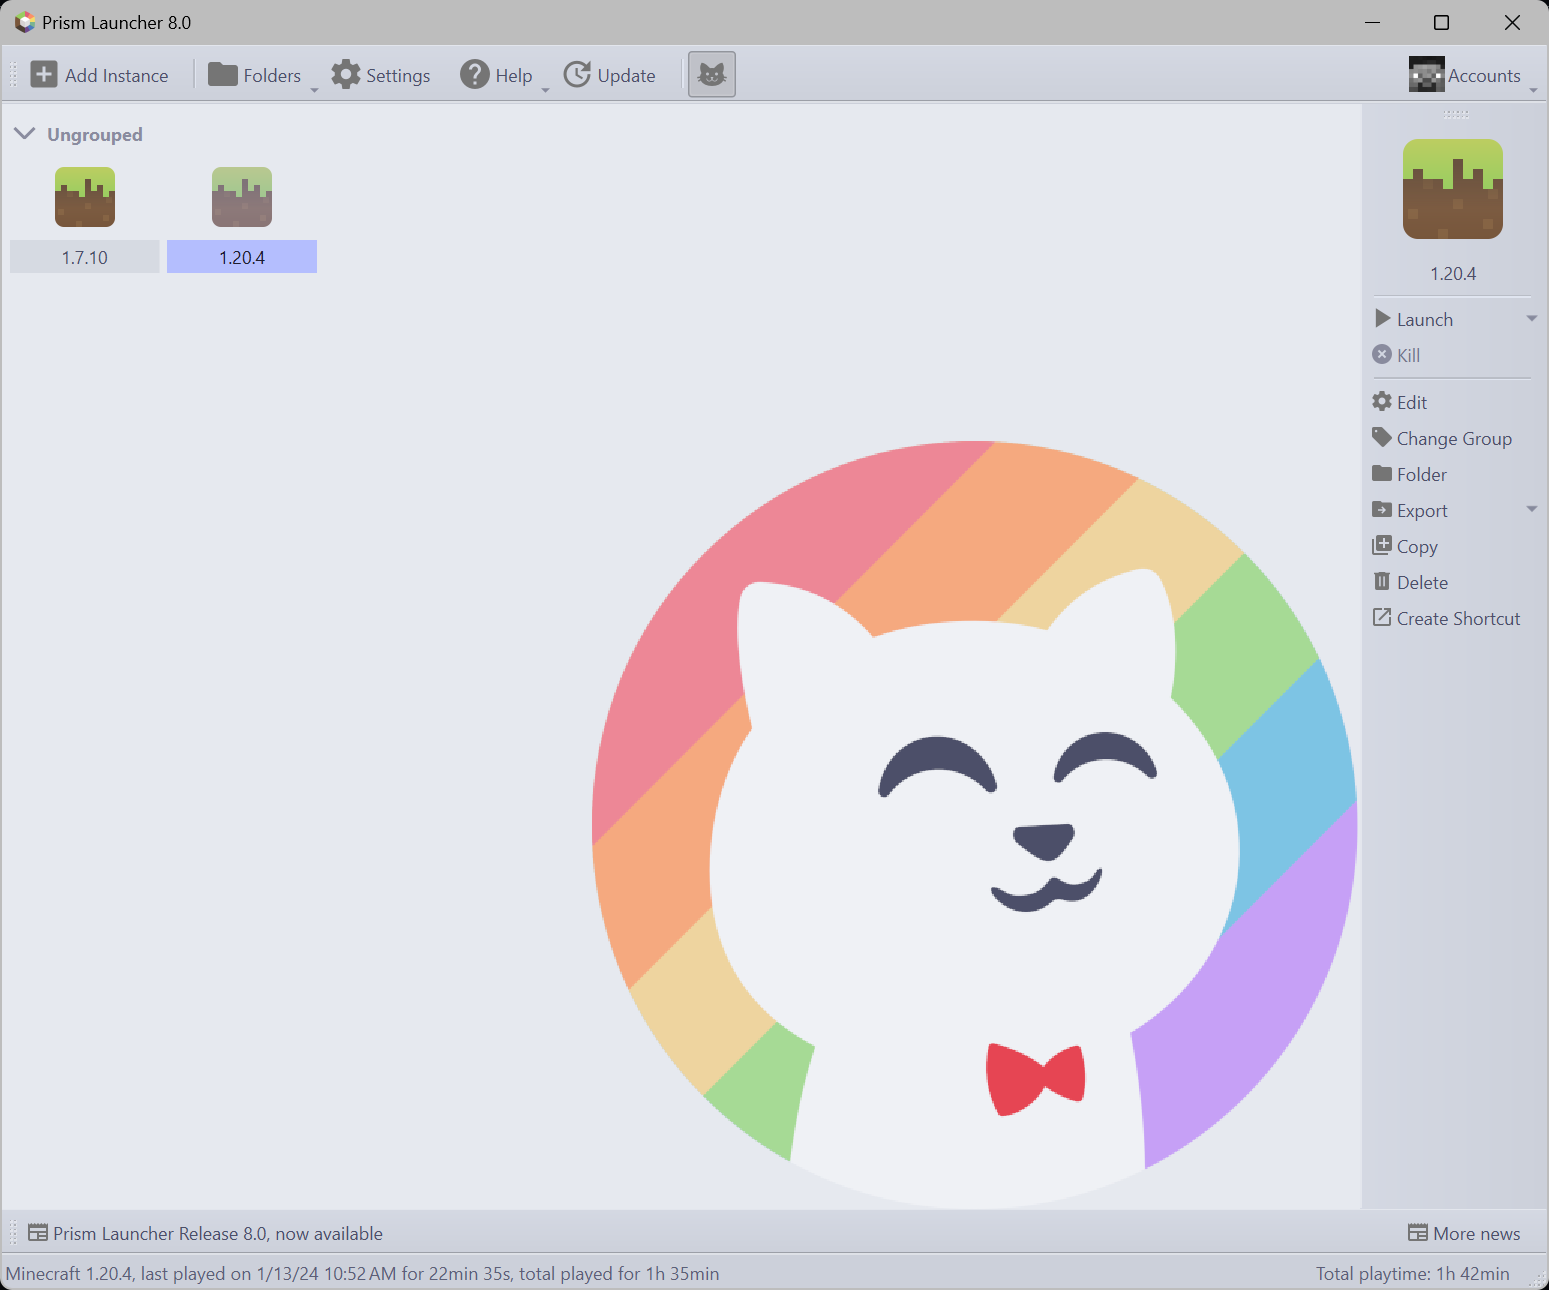 Prism Launcher 8.0
Add Instance Folders Settings Help Update Accounts
Ungrouped
1.7.10 1.20.4
1.20.4
Launch
Kill
Edit
Change Group
Folder
Export
Copy
Delete
Create Shortcut
Prism Launcher Release 8.0, now available More news
Minecraft 1.20.4, last played on 1/13/24 10:52 AM for 22min 35s, total played for 1h 35min Total playtime: 1h 42min